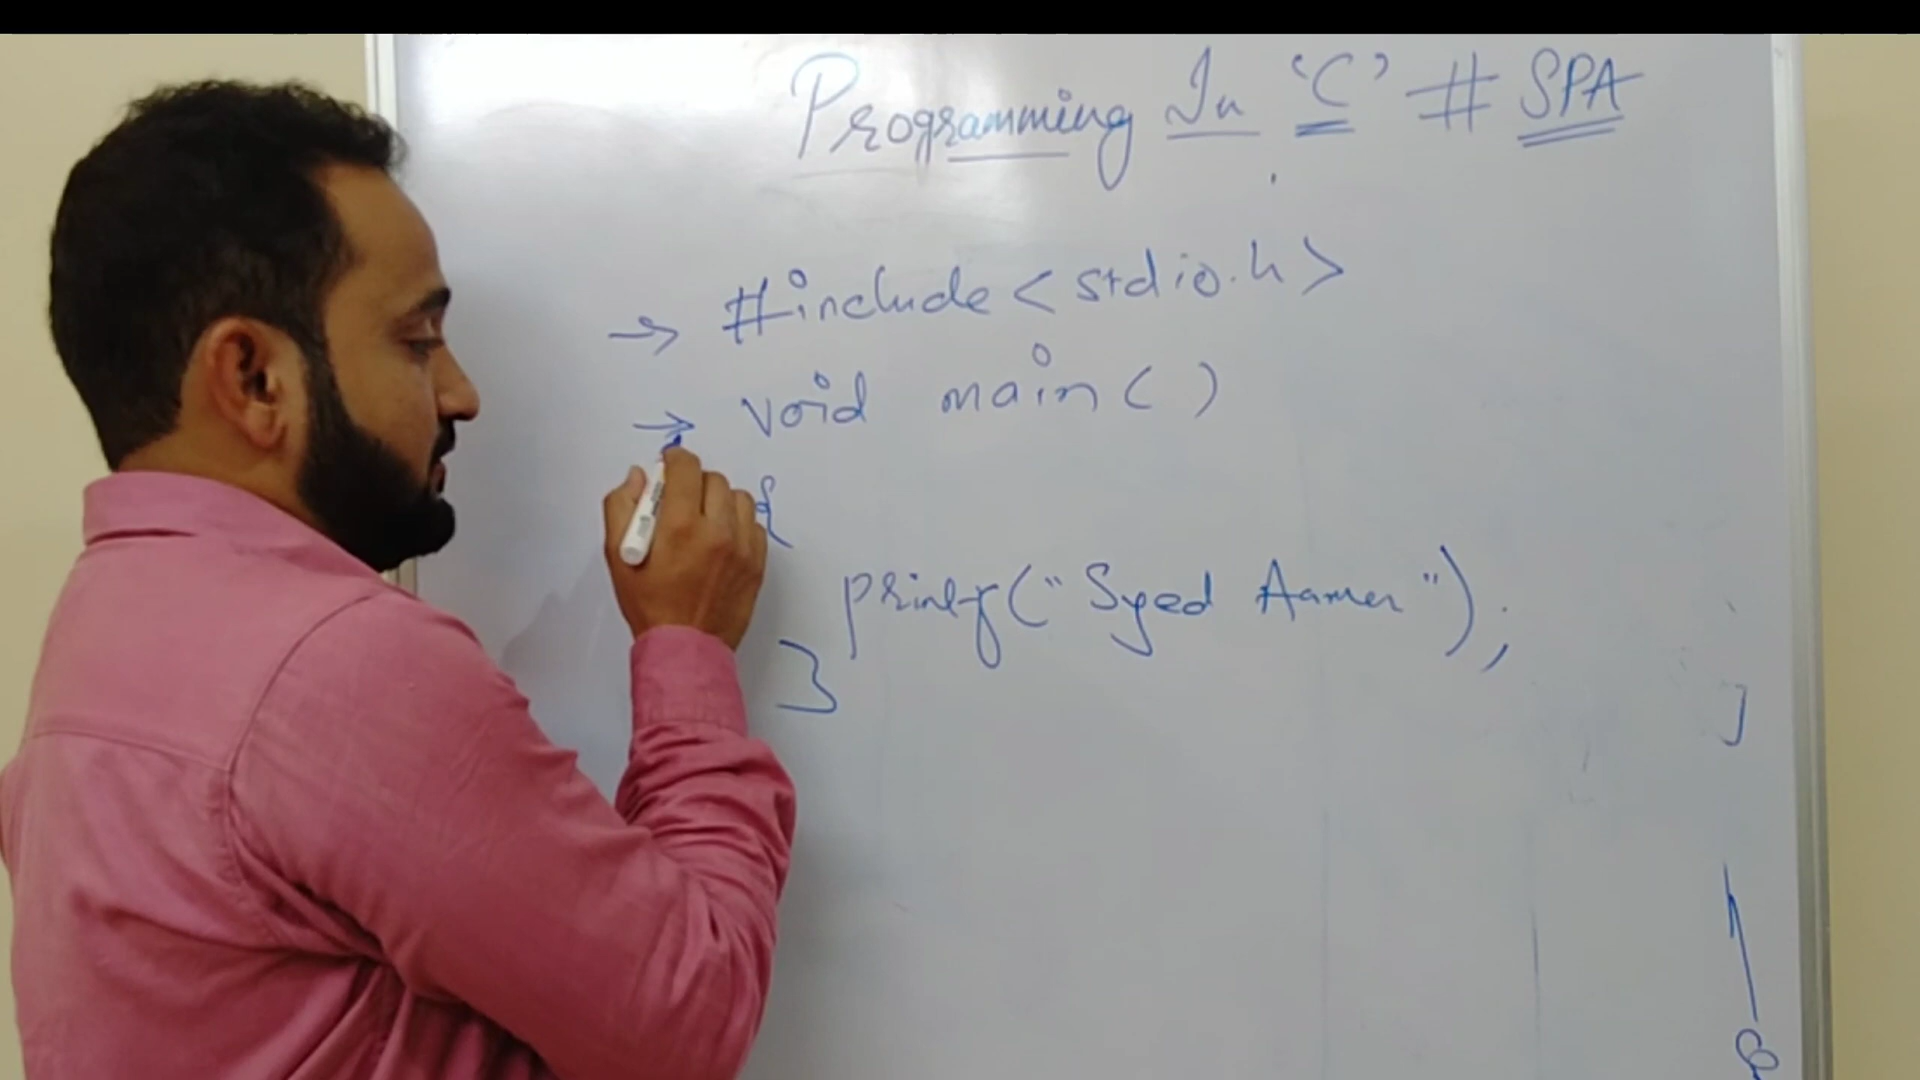 Programming In 'C' # SPA
→ #include <stdio.h>
→ void main( )
{
printf("Syed Aamer");
}